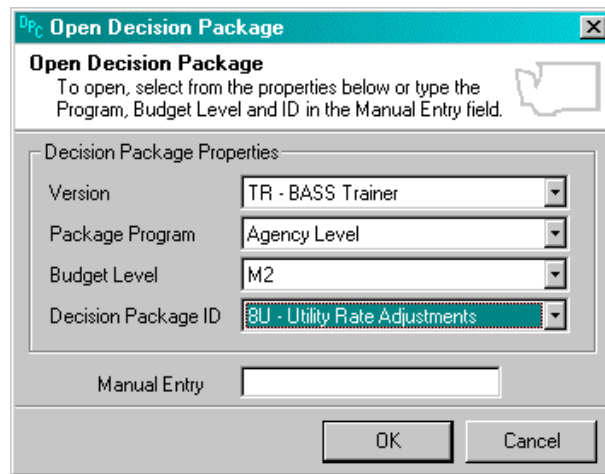 DPC Open Decision Package
Open Decision Package
To open, select from the properties below or type the
Program, Budget Level and ID in the Manual Entry field.
Decision Package Properties
Version TR - BASS Trainer
Package Program Agency Level
Budget Level M2
Decision Package ID 8U - Utility Rate Adjustments
Manual Entry
OK Cancel